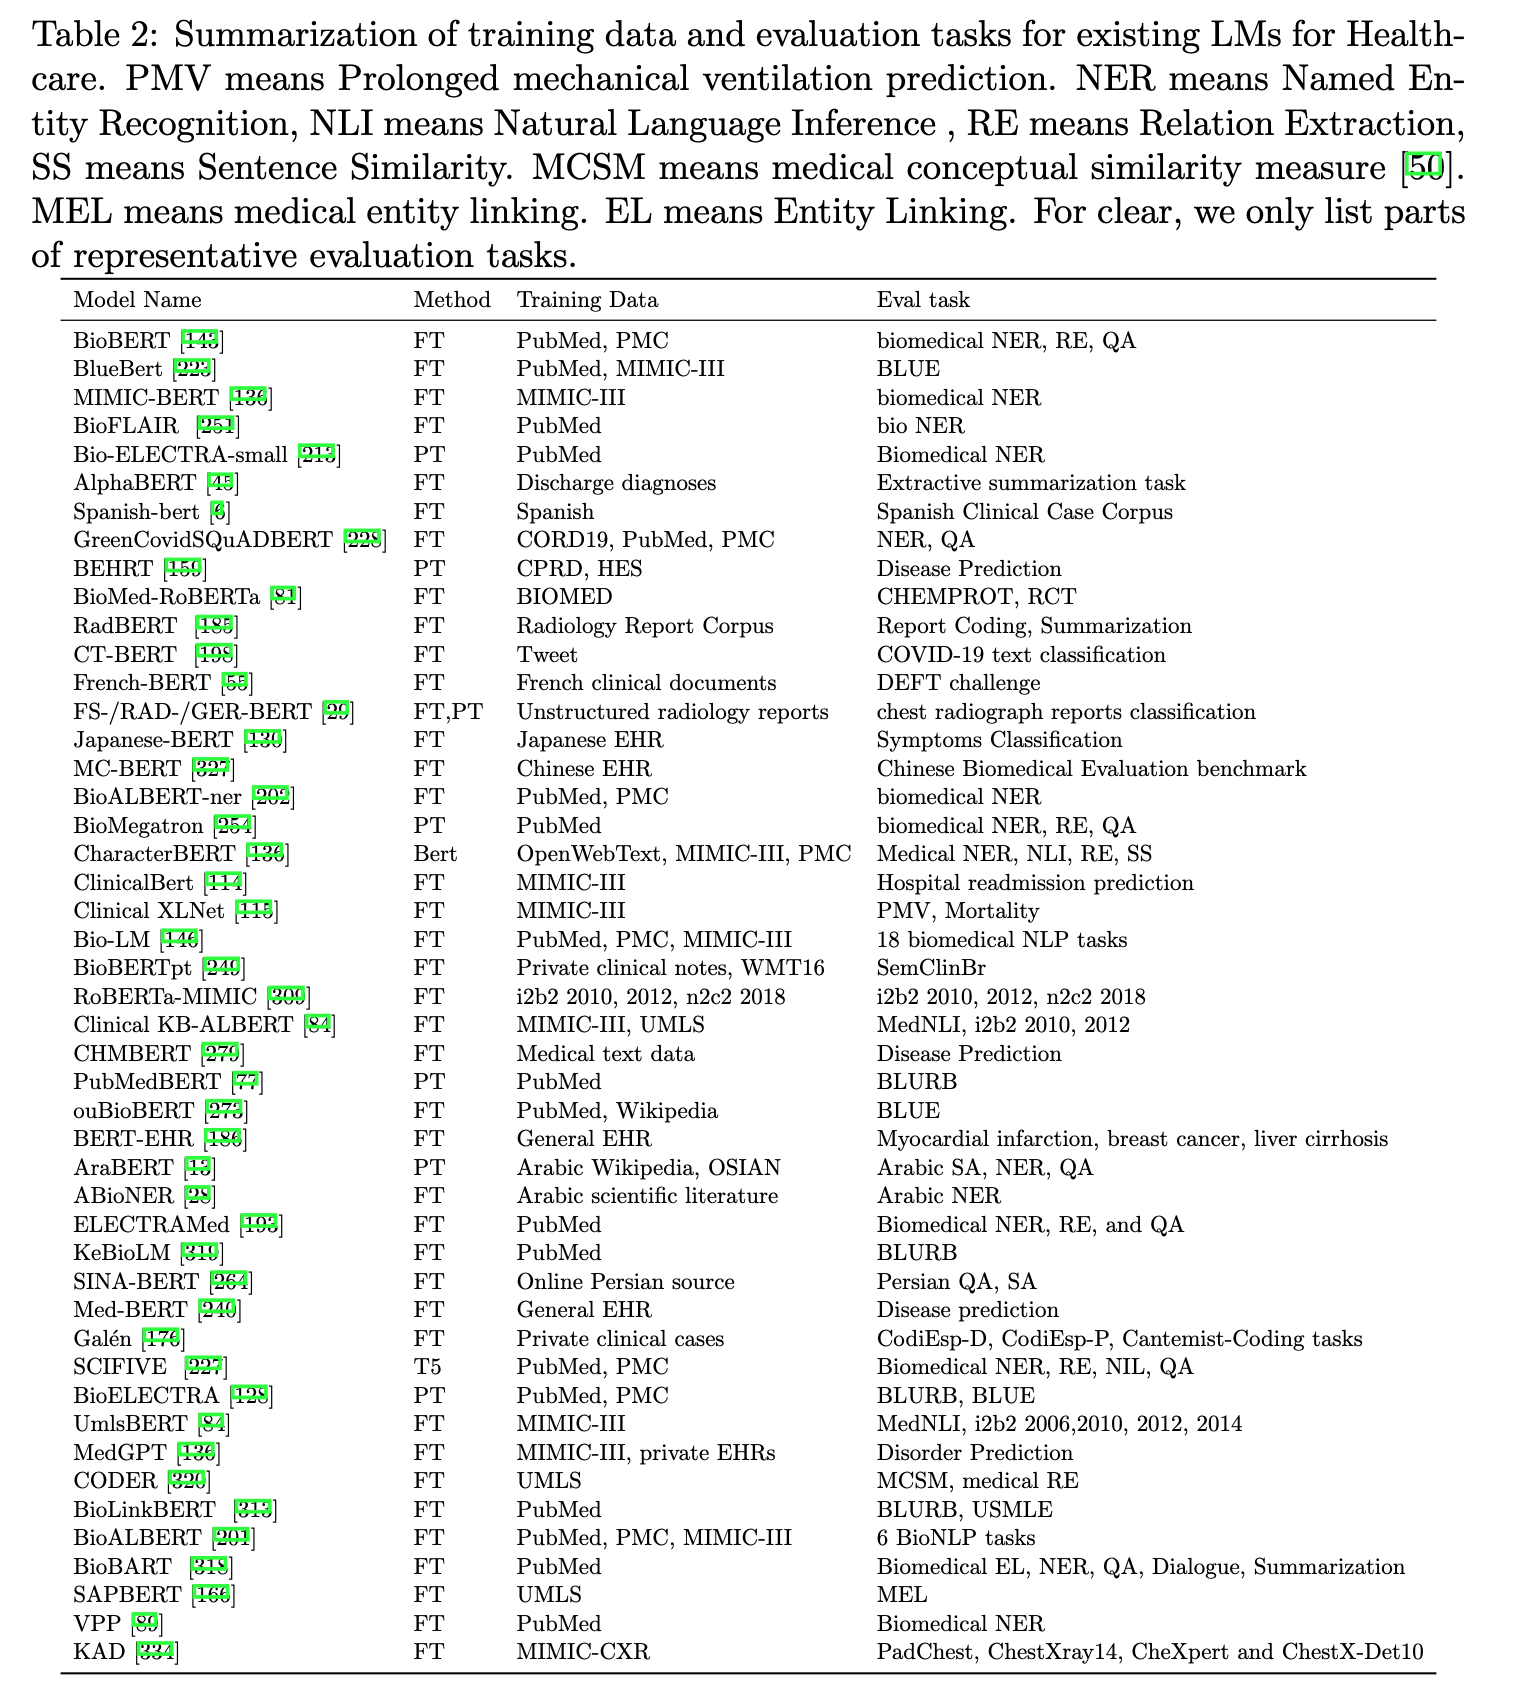 Table 2: Summarization of training data and evaluation tasks for existing LMs for Health-
care. PMV means Prolonged mechanical ventilation prediction. NER means Named En-
tity Recognition, NLI means Natural Language Inference , RE means Relation Extraction,
SS means Sentence Similarity. MCSM means medical conceptual similarity measure [50].
MEL means medical entity linking. EL means Entity Linking. For clear, we only list parts
of representative evaluation tasks.
Model Name Method Training Data Eval task
BioBERT [143] FT PubMed, PMC biomedical NER, RE, QA
BlueBert [223] FT PubMed, MIMIC-III BLUE
MIMIC-BERT [136] FT MIMIC-III biomedical NER
BioFLAIR [251] FT PubMed bio NER
Bio-ELECTRA-small [213] PT PubMed Biomedical NER
AlphaBERT [45] FT Discharge diagnoses Extractive summarization task
Spanish-bert [6] FT Spanish Spanish Clinical Case Corpus
GreenCovidSQuADBERT [228] FT CORD19, PubMed, PMC NER, QA
BEHRT [159] PT CPRD, HES Disease Prediction
BioMed-RoBERTa [81] FT BIOMED CHEMPROT, RCT
RadBERT [185] FT Radiology Report Corpus Report Coding, Summarization
CT-BERT [198] FT Tweet COVID-19 text classification
French-BERT [55] FT French clinical documents DEFT challenge
FS-/RAD-/GER-BERT [29] FT,PT Unstructured radiology reports chest radiograph reports classification
Japanese-BERT [130] FT Japanese EHR Symptoms Classification
MC-BERT [327] FT Chinese EHR Chinese Biomedical Evaluation benchmark
BioALBERT-ner [202] FT PubMed, PMC biomedical NER
BioMegatron [254] PT PubMed biomedical NER, RE, QA
CharacterBERT [136] Bert OpenWebText, MIMIC-III, PMC Medical NER, NLI, RE, SS
ClinicalBert [114] FT MIMIC-III Hospital readmission prediction
Clinical XLNet [115] FT MIMIC-III PMV, Mortality
Bio-LM [146] FT PubMed, PMC, MIMIC-III 18 biomedical NLP tasks
BioBERTpt [249] FT Private clinical notes, WMT16 SemClinBr
RoBERTa-MIMIC [309] FT i2b2 2010, 2012, n2c2 2018 i2b2 2010, 2012, n2c2 2018
Clinical KB-ALBERT [84] FT MIMIC-III, UMLS MedNLI, i2b2 2010, 2012
CHMBERT [279] FT Medical text data Disease Prediction
PubMedBERT [77] PT PubMed BLURB
ouBioBERT [273] FT PubMed, Wikipedia BLUE
BERT-EHR [186] FT General EHR Myocardial infarction, breast cancer, liver cirrhosis
AraBERT [13] PT Arabic Wikipedia, OSIAN Arabic SA, NER, QA
ABioNER [28] FT Arabic scientific literature Arabic NER
ELECTRAMed [193] FT PubMed Biomedical NER, RE, and QA
KeBioLM [319] FT PubMed BLURB
SINA-BERT [264] FT Online Persian source Persian QA, SA
Med-BERT [240] FT General EHR Disease prediction
Galén [176] FT Private clinical cases CodiEsp-D, CodiEsp-P, Cantemist-Coding tasks
SCIFIVE [227] T5 PubMed, PMC Biomedical NER, RE, NIL, QA
BioELECTRA [128] PT PubMed, PMC BLURB, BLUE
UmlsBERT [84] FT MIMIC-III MedNLI, i2b2 2006,2010, 2012, 2014
MedGPT [136] FT MIMIC-III, private EHRs Disorder Prediction
CODER [320] FT UMLS MCSM, medical RE
BioLinkBERT [313] FT PubMed BLURB, USMLE
BioALBERT [201] FT PubMed, PMC, MIMIC-III 6 BioNLP tasks
BioBART [318] FT PubMed Biomedical EL, NER, QA, Dialogue, Summarization
SAPBERT [166] FT UMLS MEL
VPP [89] FT PubMed Biomedical NER
KAD [334] FT MIMIC-CXR PadChest, ChestXray14, CheXpert and ChestX-Det10